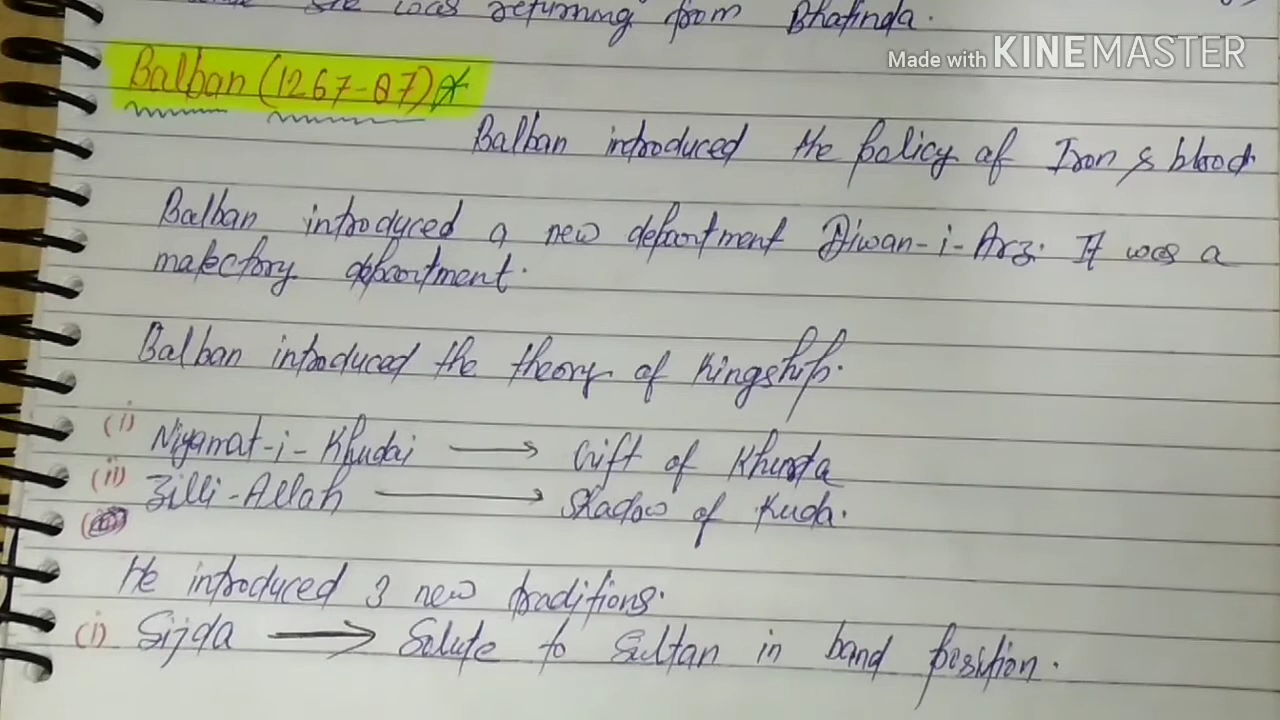 she was returning from Bhatinda.
Made with KINEMASTER
Balban (1267-87)
Balban introduced the policy of Iron & blood
Balban introduced a new department Diwan-i-Arz. It was a
department.
Balban introduced the theory of Kingship.
(i) Niyamat-i-Khudai → Gift of Khuda
(ii) Zilli-Allah → Shadow of Kuda.
He introduced 3 new traditions.
(i) Sijda → Salute to Sultan in band position.